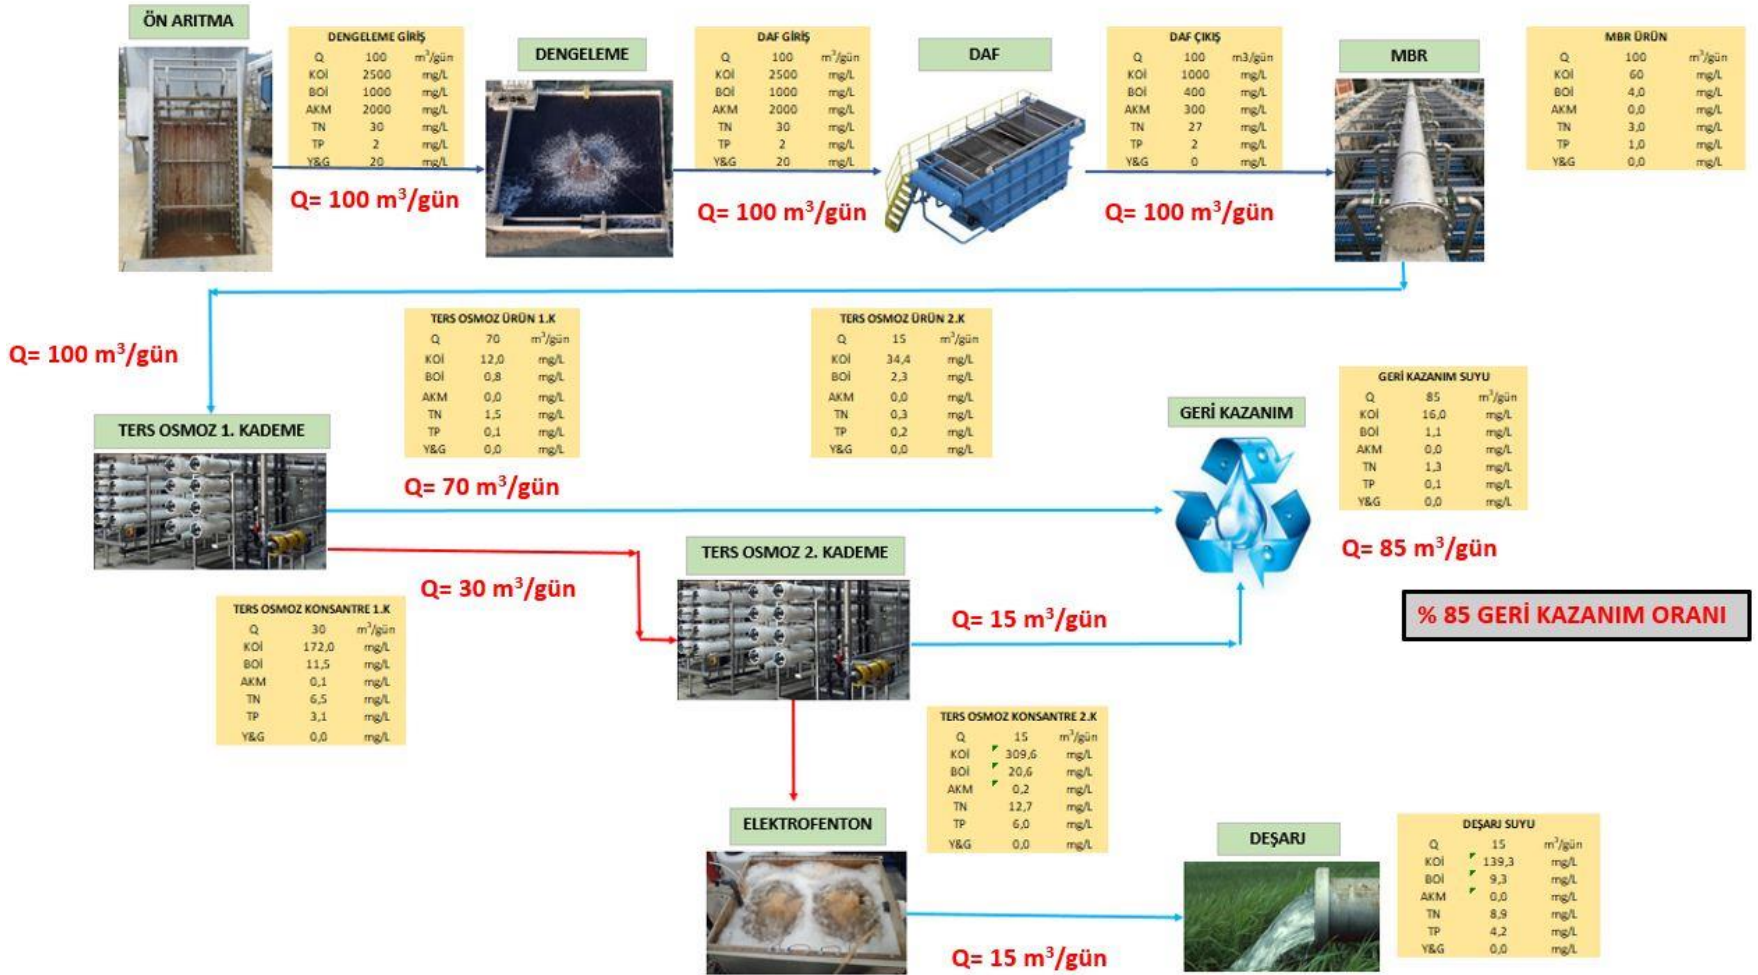 ÖN ARITMA
DENGELEME GİRİŞ
Q 100 m³/gün
KOİ 2500 mg/L
BOİ 1000 mg/L
AKM 2000 mg/L
TN 30 mg/L
TP 2 mg/L
Y&G 20 mg/L
Q= 100 m³/gün
DENGELEME
DAF GİRİŞ
Q 100 m³/gün
KOİ 2500 mg/L
BOİ 1000 mg/L
AKM 2000 mg/L
TN 30 mg/L
TP 2 mg/L
Y&G 20 mg/L
Q= 100 m³/gün
DAF
DAF ÇIKIŞ
Q 100 m3/gün
KOİ 1000 mg/L
BOİ 400 mg/L
AKM 300 mg/L
TN 27 mg/L
TP 2 mg/L
Y&G 0 mg/L
Q= 100 m³/gün
MBR
MBR ÜRÜN
Q 100 m³/gün
KOİ 60 mg/L
BOİ 4,0 mg/L
AKM 0,0 mg/L
TN 3,0 mg/L
TP 1,0 mg/L
Y&G 0,0 mg/L
Q= 100 m³/gün
TERS OSMOZ 1. KADEME
TERS OSMOZ ÜRÜN 1.K
Q 70 m³/gün
KOİ 12,0 mg/L
BOİ 0,8 mg/L
AKM 0,0 mg/L
TN 1,5 mg/L
TP 0,1 mg/L
Y&G 0,0 mg/L
Q= 70 m³/gün
TERS OSMOZ ÜRÜN 2.K
Q 15 m³/gün
KOİ 34,4 mg/L
BOİ 2,3 mg/L
AKM 0,0 mg/L
TN 0,3 mg/L
TP 0,2 mg/L
Y&G 0,0 mg/L
GERİ KAZANIM
GERİ KAZANIM SUYU
Q 85 m³/gün
KOİ 16,0 mg/L
BOİ 1,1 mg/L
AKM 0,0 mg/L
TN 1,3 mg/L
TP 0,1 mg/L
Y&G 0,0 mg/L
Q= 85 m³/gün
% 85 GERİ KAZANIM ORANI
Q= 30 m³/gün
TERS OSMOZ KONSANTRE 1.K
Q 30 m³/gün
KOİ 172,0 mg/L
BOİ 11,5 mg/L
AKM 0,1 mg/L
TN 6,5 mg/L
TP 3,1 mg/L
Y&G 0,0 mg/L
TERS OSMOZ 2. KADEME
Q= 15 m³/gün
TERS OSMOZ KONSANTRE 2.K
Q 15 m³/gün
KOİ 309,6 mg/L
BOİ 20,6 mg/L
AKM 0,2 mg/L
TN 12,7 mg/L
TP 6,0 mg/L
Y&G 0,0 mg/L
ELEKTROFENTON
Q= 15 m³/gün
DEŞARJ
DEŞARJ SUYU
Q 15 m³/gün
KOİ 139,3 mg/L
BOİ 9,3 mg/L
AKM 0,0 mg/L
TN 8,9 mg/L
TP 4,2 mg/L
Y&G 0,0 mg/L